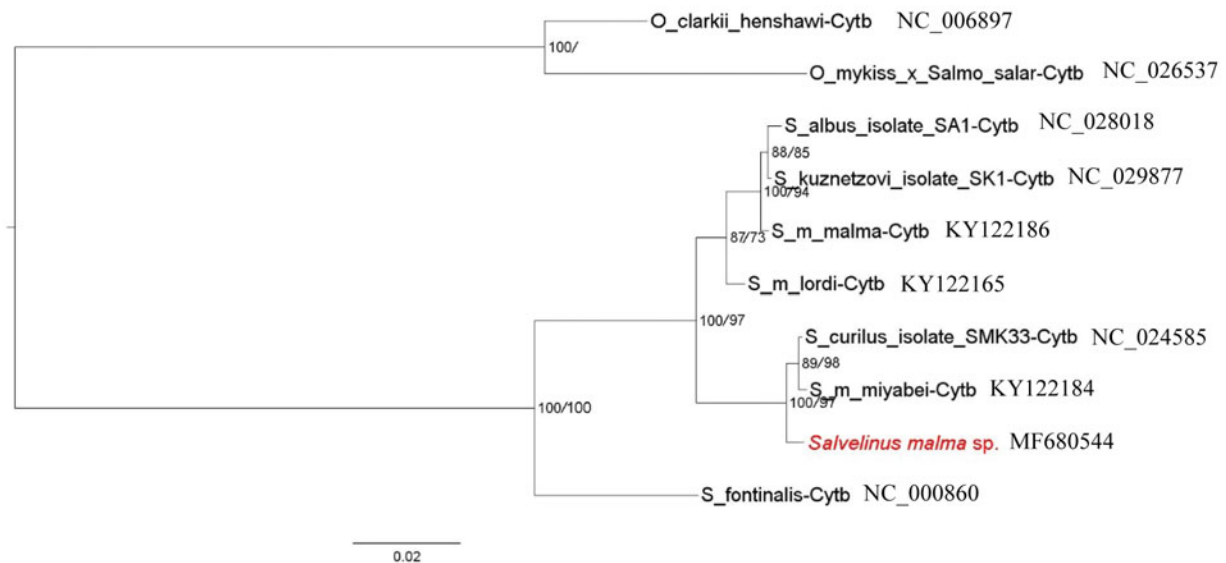 O_clarkii_henshawi-Cytb NC_006897
100/
O_mykiss_x_Salmo_salar-Cytb NC_026537
S_albus_isolate_SA1-Cytb NC_028018
88/85
S_kuznetzovi_isolate_SK1-Cytb NC_029877
100/94
S_m_malma-Cytb KY122186
87/73
S_m_lordi-Cytb KY122165
100/97
S_curilus_isolate_SMK33-Cytb NC_024585
89/98
S_m_miyabei-Cytb KY122184
100/97
100/100
Salvelinus malma sp. MF680544
S_fontinalis-Cytb NC_000860
0.02